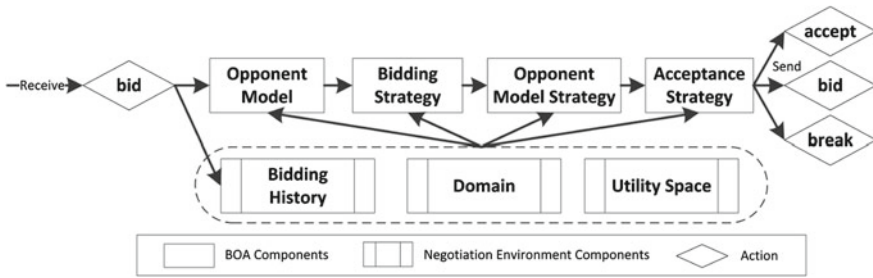 accept
Receive
bid
Opponent
Model
Bidding
Strategy
Opponent
Model Strategy
Acceptance
Strategy
Send
bid
break
Bidding
History
Domain
Utility Space
BOA Components
Negotiation Environment Components
Action